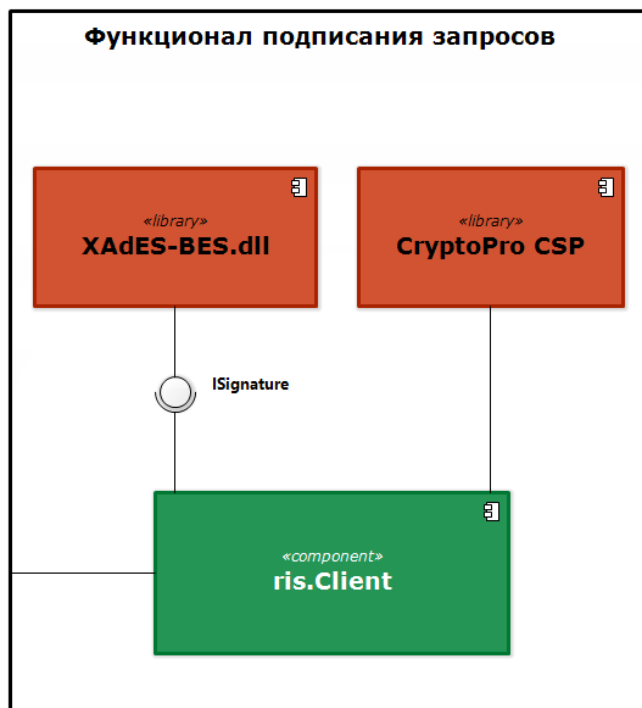 Функционал подписания запросов
«library»
XAdES-BES.dll
«library»
CryptoPro CSP
ISignature
«component»
ris.Client